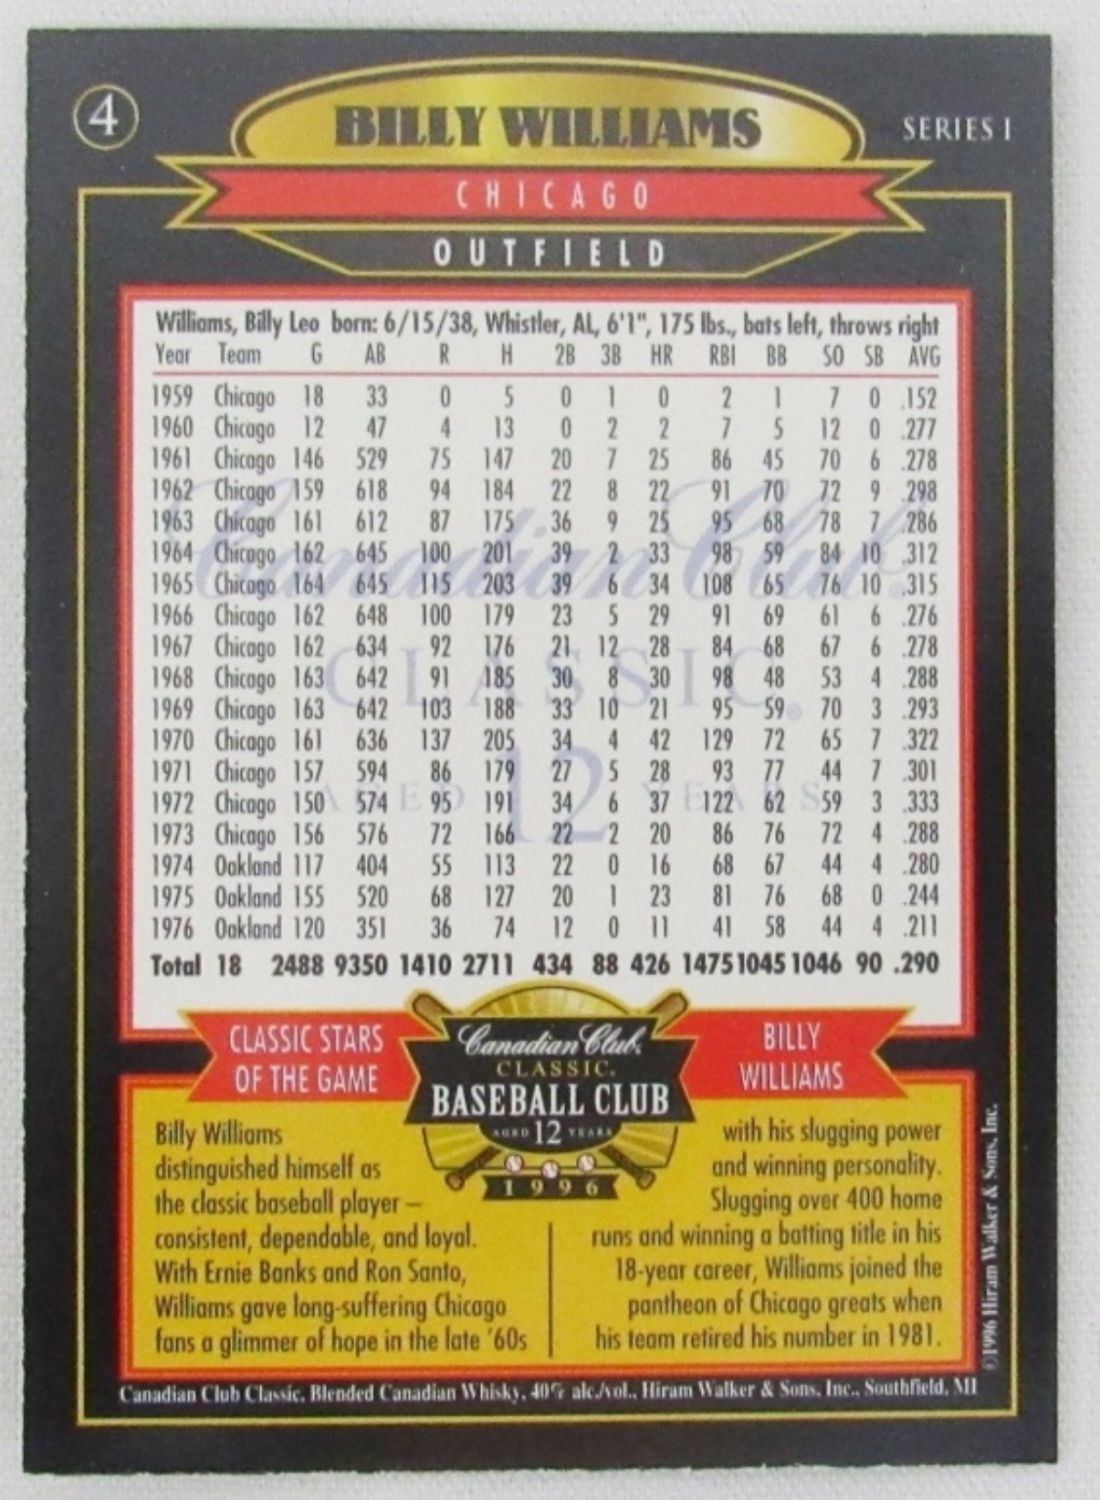 4
BILLY WILLIAMS
SERIES I
CHICAGO
OUTFIELD
Williams, Billy Leo born: 6/15/38, Whistler, AL, 6'1", 175 lbs., bats left, throws right
Year Team G AB R H 2B 3B HR RBI BB SO SB AVG
1959 Chicago 18 33 0 5 0 1 0 2 1 7 0 .152
1960 Chicago 12 47 4 13 0 2 2 7 5 12 0 .277
1961 Chicago 146 529 75 147 20 7 25 86 45 70 6 .278
1962 Chicago 159 618 94 184 22 8 22 91 70 72 9 .298
1963 Chicago 161 612 87 175 36 9 25 95 68 78 7 .286
1964 Chicago 162 645 100 201 39 2 33 98 59 84 10 .312
1965 Chicago 164 645 115 203 39 6 34 108 65 76 10 .315
1966 Chicago 162 648 100 179 23 5 29 91 69 61 6 .276
1967 Chicago 162 634 92 176 21 12 28 84 68 67 6 .278
1968 Chicago 163 642 91 185 30 8 30 98 48 53 4 .288
1969 Chicago 163 642 103 188 33 10 21 95 59 70 3 .293
1970 Chicago 161 636 137 205 34 4 42 129 72 65 7 .322
1971 Chicago 157 594 86 179 27 5 28 93 77 44 7 .301
1972 Chicago 150 574 95 191 34 6 37 122 62 59 3 .333
1973 Chicago 156 576 72 166 22 2 20 86 76 72 4 .288
1974 Oakland 117 404 55 113 22 0 16 68 67 44 4 .280
1975 Oakland 155 520 68 127 20 1 23 81 76 68 0 .244
1976 Oakland 120 351 36 74 12 0 11 41 58 44 4 .211
Total 18 2488 9350 1410 2711 434 88 426 1475 1045 1046 90 .290
Canadian Club
CLASSIC®
AGED 12 YEARS
CLASSIC STARS
OF THE GAME
Canadian Club.
CLASSIC.
BASEBALL CLUB
AGED 12 YEARS
1996
BILLY
WILLIAMS
Billy Williams
distinguished himself as
the classic baseball player –
consistent, dependable, and loyal.
With Ernie Banks and Ron Santo,
Williams gave long-suffering Chicago
fans a glimmer of hope in the late '60s
with his slugging power
and winning personality.
Slugging over 400 home
runs and winning a batting title in his
18-year career, Williams joined the
pantheon of Chicago greats when
his team retired his number in 1981.
©1996 Hiram Walker & Sons, Inc.
Canadian Club Classic, Blended Canadian Whisky, 40% alc./vol., Hiram Walker & Sons, Inc., Southfield, MI